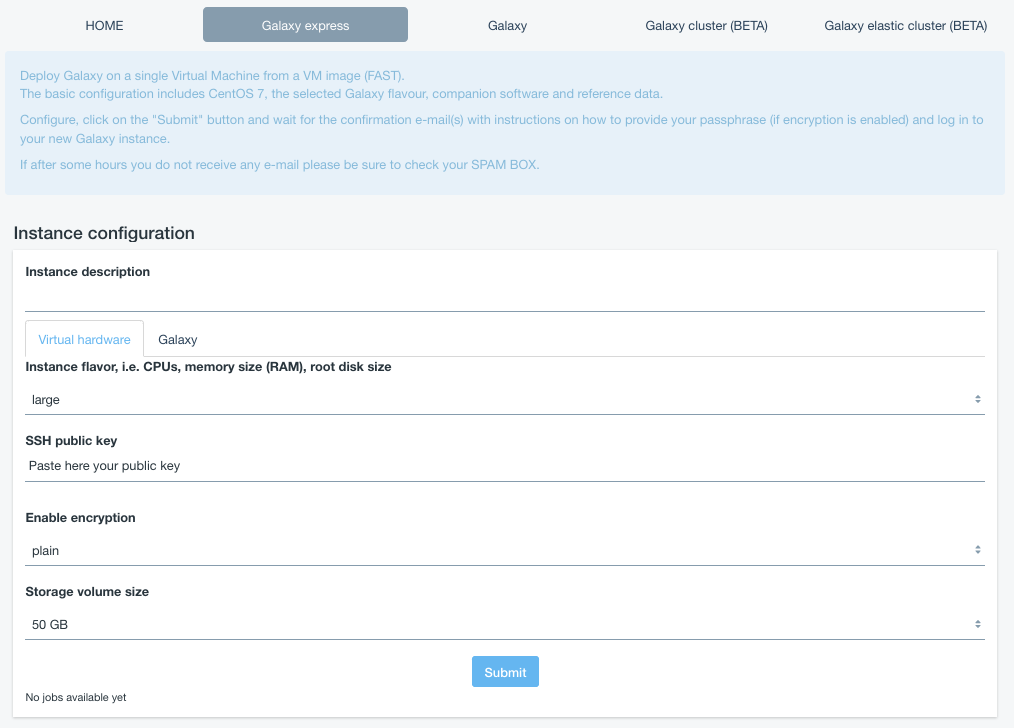 HOME Galaxy express Galaxy Galaxy cluster (BETA) Galaxy elastic cluster (BETA)
Deploy Galaxy on a single Virtual Machine from a VM image (FAST).
The basic configuration includes CentOS 7, the selected Galaxy flavour, companion software and reference data.
Configure, click on the "Submit" button and wait for the confirmation e-mail(s) with instructions on how to provide your passphrase (if encryption is enabled) and log in to
your new Galaxy instance.
If after some hours you do not receive any e-mail please be sure to check your SPAM BOX.
Instance configuration
Instance description
Virtual hardware Galaxy
Instance flavor, i.e. CPUs, memory size (RAM), root disk size
large
SSH public key
Paste here your public key
Enable encryption
plain
Storage volume size
50 GB
Submit
No jobs available yet